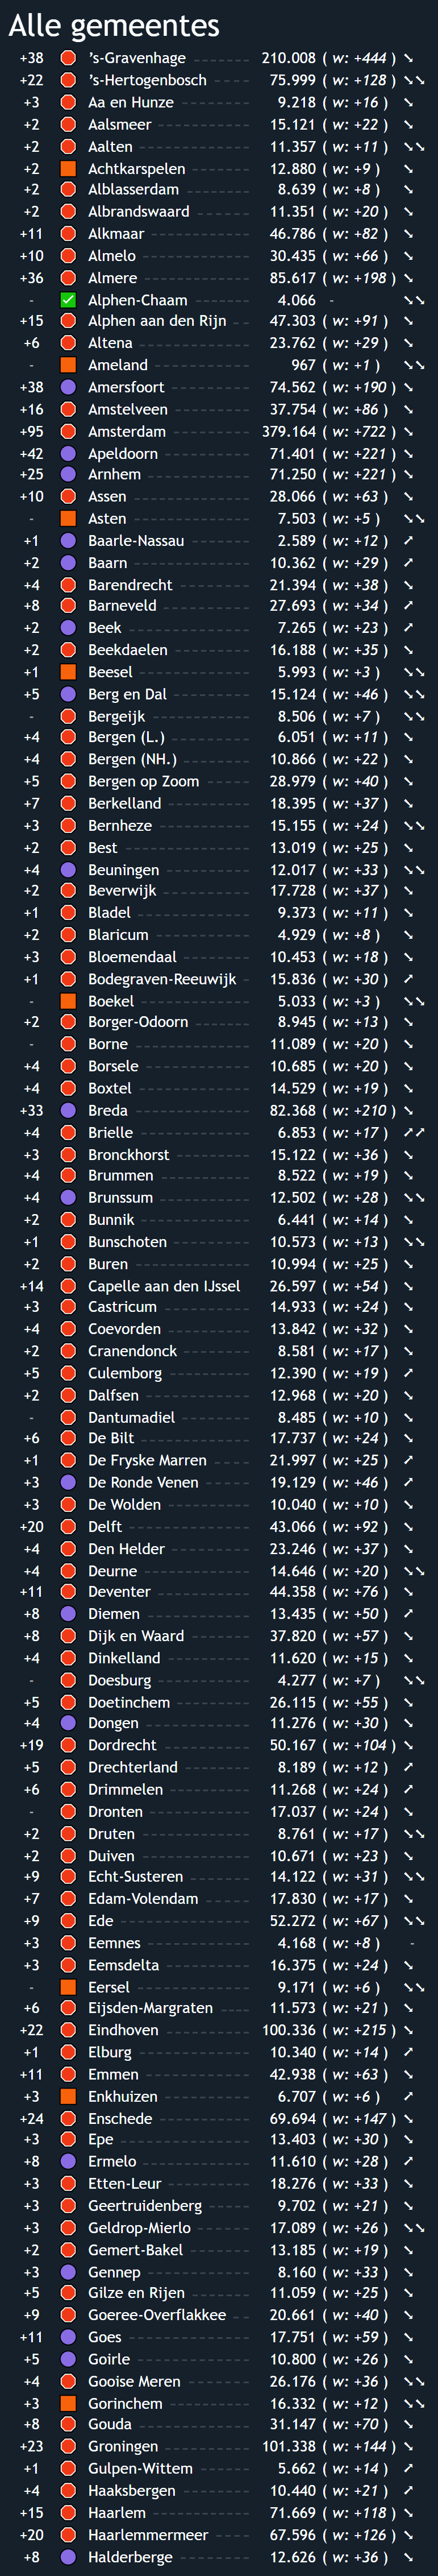 Alle gemeentes
+38 's-Gravenhage 210.008 ( w: +444 )
+22 's-Hertogenbosch 75.999 ( w: +128 )
+3 Aa en Hunze 9.218 ( w: +16 )
+2 Aalsmeer 15.121 ( w: +22 )
+2 Aalten 11.357 ( w: +11 )
+2 Achtkarspelen 12.880 ( w: +9 )
+2 Alblasserdam 8.639 ( w: +8 )
+2 Albrandswaard 11.351 ( w: +20 )
+11 Alkmaar 46.786 ( w: +82 )
+10 Almelo 30.435 ( w: +66 )
+36 Almere 85.617 ( w: +198 )
- Alphen-Chaam 4.066 -
+15 Alphen aan den Rijn 47.303 ( w: +91 )
+6 Altena 23.762 ( w: +29 )
- Ameland 967 ( w: +1 )
+38 Amersfoort 74.562 ( w: +190 )
+16 Amstelveen 37.754 ( w: +86 )
+95 Amsterdam 379.164 ( w: +722 )
+42 Apeldoorn 71.401 ( w: +221 )
+25 Arnhem 71.250 ( w: +221 )
+10 Assen 28.066 ( w: +63 )
- Asten 7.503 ( w: +5 )
+1 Baarle-Nassau 2.589 ( w: +12 )
+2 Baarn 10.362 ( w: +29 )
+4 Barendrecht 21.394 ( w: +38 )
+8 Barneveld 27.693 ( w: +34 )
+2 Beek 7.265 ( w: +23 )
+2 Beekdaelen 16.188 ( w: +35 )
+1 Beesel 5.993 ( w: +3 )
+5 Berg en Dal 15.124 ( w: +46 )
- Bergeijk 8.506 ( w: +7 )
+4 Bergen (L.) 6.051 ( w: +11 )
+4 Bergen (NH.) 10.866 ( w: +22 )
+5 Bergen op Zoom 28.979 ( w: +40 )
+7 Berkelland 18.395 ( w: +37 )
+3 Bernheze 15.155 ( w: +24 )
+2 Best 13.019 ( w: +25 )
+4 Beuningen 12.017 ( w: +33 )
+2 Beverwijk 17.728 ( w: +37 )
+1 Bladel 9.373 ( w: +11 )
+2 Blaricum 4.929 ( w: +8 )
+3 Bloemendaal 10.453 ( w: +18 )
+1 Bodegraven-Reeuwijk 15.836 ( w: +30 )
- Boekel 5.033 ( w: +3 )
+2 Borger-Odoorn 8.945 ( w: +13 )
- Borne 11.089 ( w: +20 )
+4 Borsele 10.685 ( w: +20 )
+4 Boxtel 14.529 ( w: +19 )
+33 Breda 82.368 ( w: +210 )
+4 Brielle 6.853 ( w: +17 )
+3 Bronckhorst 15.122 ( w: +36 )
+4 Brummen 8.522 ( w: +19 )
+4 Brunssum 12.502 ( w: +28 )
+2 Bunnik 6.441 ( w: +14 )
+1 Bunschoten 10.573 ( w: +13 )
+2 Buren 10.994 ( w: +25 )
+14 Capelle aan den IJssel 26.597 ( w: +54 )
+3 Castricum 14.933 ( w: +24 )
+4 Coevorden 13.842 ( w: +32 )
+2 Cranendonck 8.581 ( w: +17 )
+5 Culemborg 12.390 ( w: +19 )
+2 Dalfsen 12.968 ( w: +20 )
- Dantumadiel 8.485 ( w: +10 )
+6 De Bilt 17.737 ( w: +24 )
+1 De Fryske Marren 21.997 ( w: +25 )
+3 De Ronde Venen 19.129 ( w: +46 )
+3 De Wolden 10.040 ( w: +10 )
+20 Delft 43.066 ( w: +92 )
+4 Den Helder 23.246 ( w: +37 )
+4 Deurne 14.646 ( w: +20 )
+11 Deventer 44.358 ( w: +76 )
+8 Diemen 13.435 ( w: +50 )
+8 Dijk en Waard 37.820 ( w: +57 )
+4 Dinkelland 11.620 ( w: +15 )
- Doesburg 4.277 ( w: +7 )
+5 Doetinchem 26.115 ( w: +55 )
+4 Dongen 11.276 ( w: +30 )
+19 Dordrecht 50.167 ( w: +104 )
+5 Drechterland 8.189 ( w: +12 )
+6 Drimmelen 11.268 ( w: +24 )
- Dronten 17.037 ( w: +24 )
+2 Druten 8.761 ( w: +17 )
+2 Duiven 10.671 ( w: +23 )
+9 Echt-Susteren 14.122 ( w: +31 )
+7 Edam-Volendam 17.830 ( w: +17 )
+9 Ede 52.272 ( w: +67 )
+3 Eemnes 4.168 ( w: +8 ) -
+3 Eemsdelta 16.375 ( w: +24 )
- Eersel 9.171 ( w: +6 )
+6 Eijsden-Margraten 11.573 ( w: +21 )
+22 Eindhoven 100.336 ( w: +215 )
+1 Elburg 10.340 ( w: +14 )
+11 Emmen 42.938 ( w: +63 )
+3 Enkhuizen 6.707 ( w: +6 )
+24 Enschede 69.694 ( w: +147 )
+3 Epe 13.403 ( w: +30 )
+8 Ermelo 11.610 ( w: +28 )
+3 Etten-Leur 18.276 ( w: +33 )
+3 Geertruidenberg 9.702 ( w: +21 )
+3 Geldrop-Mierlo 17.089 ( w: +26 )
+2 Gemert-Bakel 13.185 ( w: +19 )
+3 Gennep 8.160 ( w: +33 )
+5 Gilze en Rijen 11.059 ( w: +25 )
+9 Goeree-Overflakkee 20.661 ( w: +40 )
+11 Goes 17.751 ( w: +59 )
+5 Goirle 10.800 ( w: +26 )
+4 Gooise Meren 26.176 ( w: +36 )
+3 Gorinchem 16.332 ( w: +12 )
+8 Gouda 31.147 ( w: +70 )
+23 Groningen 101.338 ( w: +144 )
+1 Gulpen-Wittem 5.662 ( w: +14 )
+4 Haaksbergen 10.440 ( w: +21 )
+15 Haarlem 71.669 ( w: +118 )
+20 Haarlemmermeer 67.596 ( w: +126 )
+8 Halderberge 12.626 ( w: +36 )